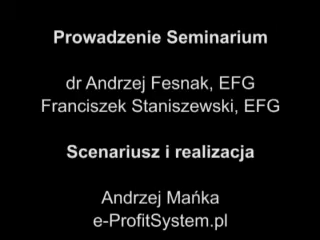 Prowadzenie Seminarium
dr Andrzej Fesnak, EFG
Franciszek Staniszewski, EFG
Scenariusz i realizacja
Andrzej Mańka
e-ProfitSystem.pl